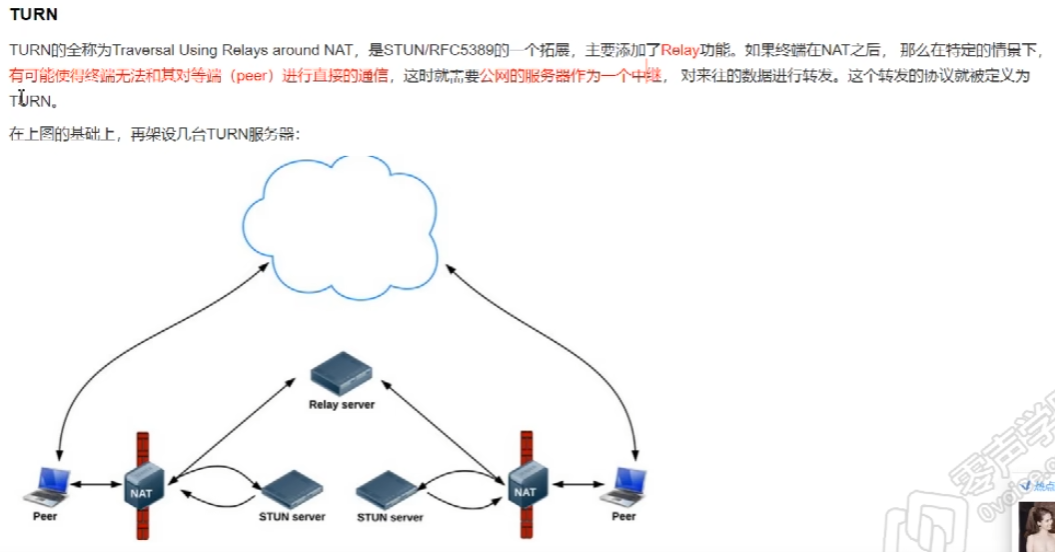 TURN
TURN的全称为Traversal Using Relays around NAT，是STUN/RFC5389的一个拓展，主要添加了Relay功能。如果终端在NAT之后， 那么在特定的情景下，
有可能使得终端无法和其对等端（peer）进行直接的通信，这时就需要公网的服务器作为一个中继， 对来往的数据进行转发。这个转发的协议就被定义为
TURN。
在上图的基础上，再架设几台TURN服务器：
Relay server
NAT
NAT
Peer
STUN server
STUN server
Peer
零声学
0voice.c
热点